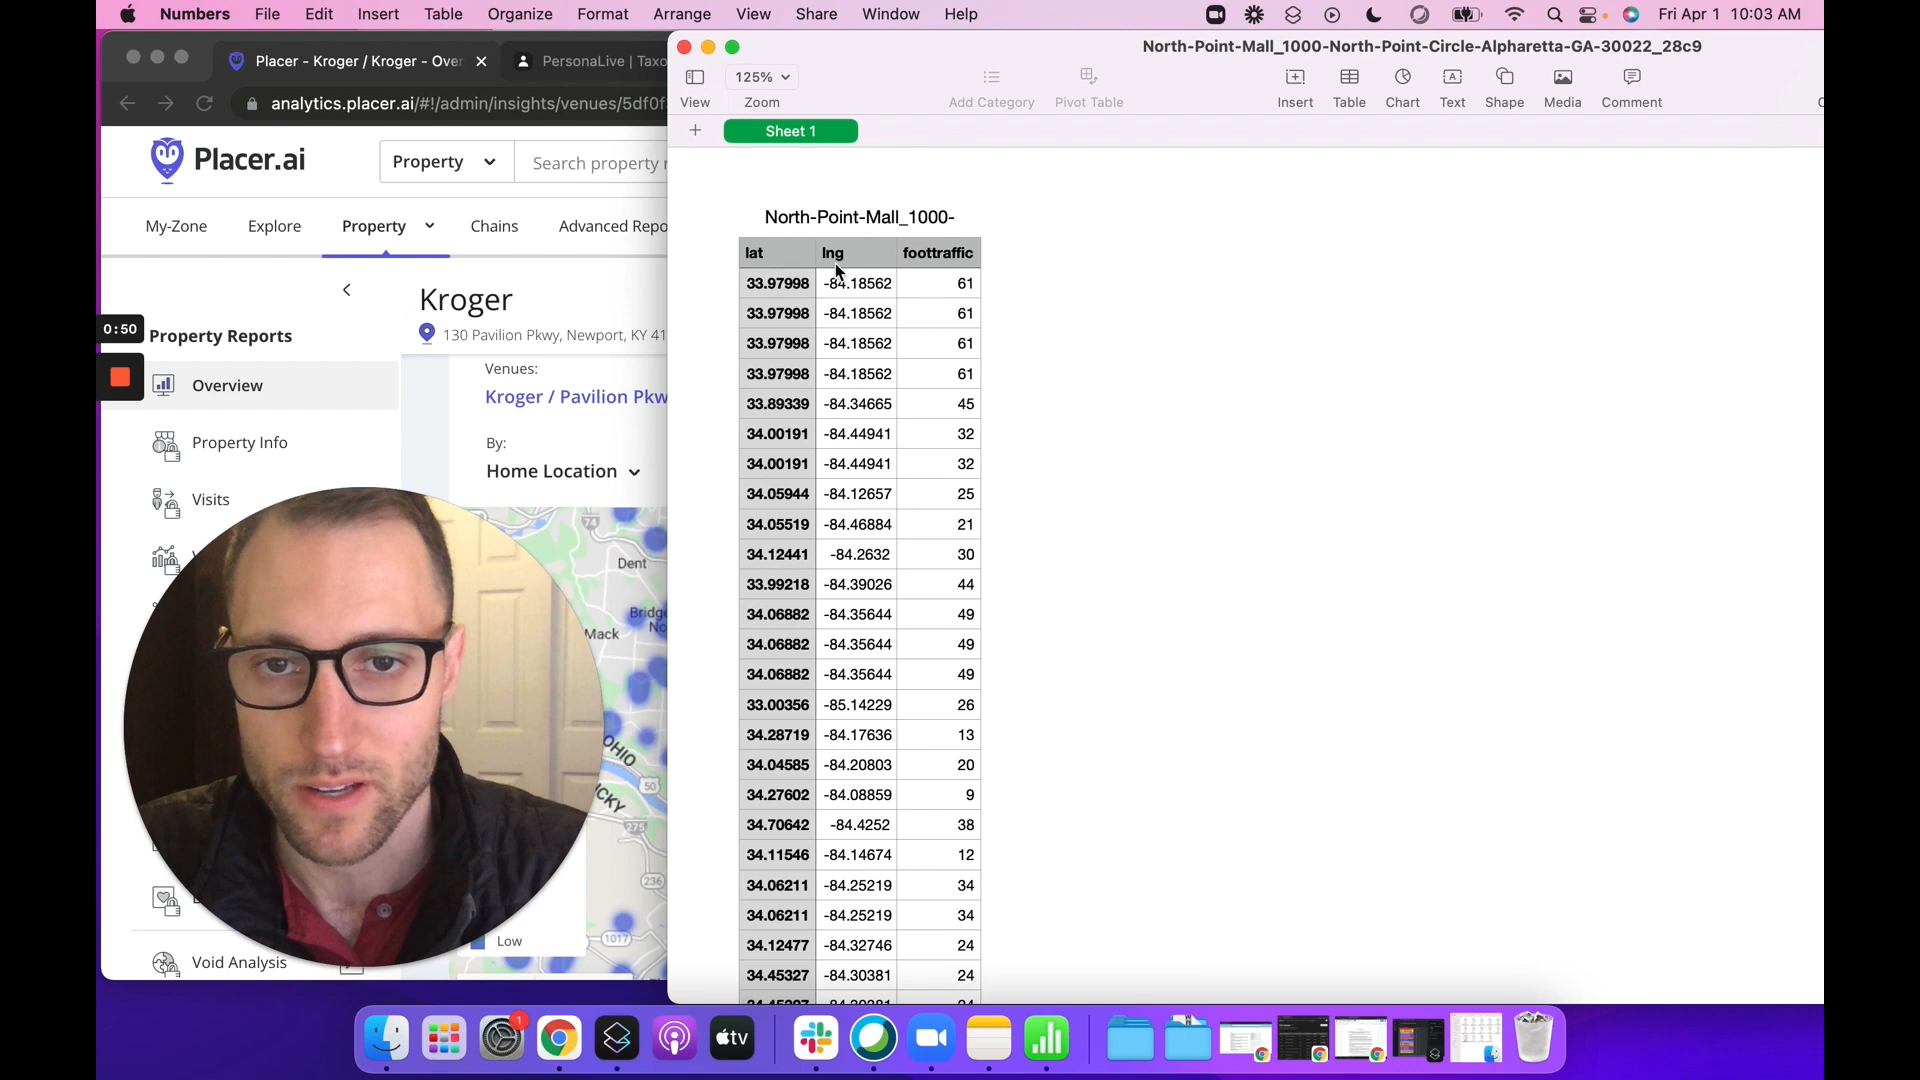 Numbers File Edit Insert Table Organize Format Arrange View Share Window Help Fri Apr 1 10:03 AM
Placer - Kroger / Kroger - Over
PersonaLive | Taxo
North-Point-Mall_1000-North-Point-Circle-Alpharetta-GA-30022_28c9
analytics.placer.ai/#!/admin/insights/venues/5df0f
125%
View Zoom Add Category Pivot Table Insert Table Chart Text Shape Media Comment
Sheet 1
Placer.ai
Property
Search property
My-Zone Explore Property Chains Advanced Repo
Kroger
130 Pavilion Pkwy, Newport, KY 41
0:50
Property Reports
Overview
Property Info
Visits
Void Analysis
Venues:
Kroger / Pavilion Pkw
By:
Home Location
74
Dent
Bridge
No
Mack
OHIO
50
CKY
275
236
1017
Low
North-Point-Mall_1000-
lat lng foottraffic
33.97998 -84.18562 61
33.97998 -84.18562 61
33.97998 -84.18562 61
33.97998 -84.18562 61
33.89339 -84.34665 45
34.00191 -84.44941 32
34.00191 -84.44941 32
34.05944 -84.12657 25
34.05519 -84.46884 21
34.12441 -84.2632 30
33.99218 -84.39026 44
34.06882 -84.35644 49
34.06882 -84.35644 49
34.06882 -84.35644 49
33.00356 -85.14229 26
34.28719 -84.17636 13
34.04585 -84.20803 20
34.27602 -84.08859 9
34.70642 -84.4252 38
34.11546 -84.14674 12
34.06211 -84.25219 34
34.06211 -84.25219 34
34.12477 -84.32746 24
34.45327 -84.30381 24
1
tv